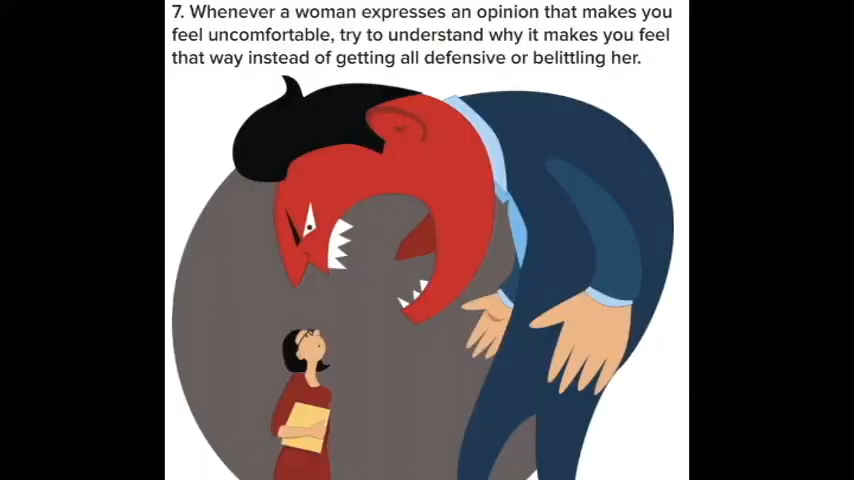 7. Whenever a woman expresses an opinion that makes you
feel uncomfortable, try to understand why it makes you feel
that way instead of getting all defensive or belittling her.